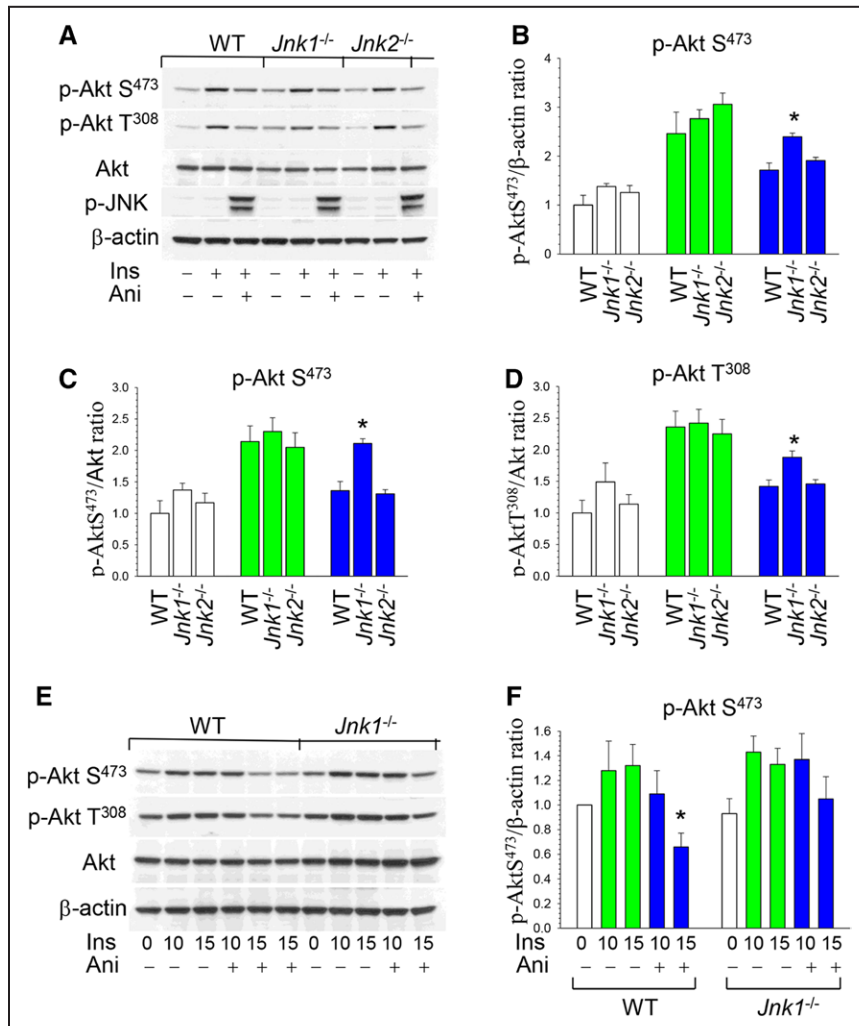 A
WT Jnk1-/- Jnk2-/-
p-Akt S473
p-Akt T308
Akt
p-JNK
β-actin
Ins − + + − + + − + +
Ani − − + − − + − − +
B
p-Akt S473
p-AktS473/β-actin ratio
4
3
2
1
0
*
WT Jnk1-/- Jnk2-/- WT Jnk1-/- Jnk2-/- WT Jnk1-/- Jnk2-/-
C
p-Akt S473
p-AktS473/Akt ratio
3.0
2.5
2.0
1.5
1.0
0.5
0.0
*
WT Jnk1-/- Jnk2-/- WT Jnk1-/- Jnk2-/- WT Jnk1-/- Jnk2-/-
D
p-Akt T308
p-AktT308/Akt ratio
3.0
2.5
2.0
1.5
1.0
0.5
0.0
*
WT Jnk1-/- Jnk2-/- WT Jnk1-/- Jnk2-/- WT Jnk1-/- Jnk2-/-
E
WT Jnk1-/-
p-Akt S473
p-Akt T308
Akt
β-actin
Ins 0 10 15 10 15 15 0 10 15 10 15
Ani − − − + + + − − − + +
F
p-Akt S473
p-AktS473/β-actin ratio
1.6
1.4
1.2
1.0
0.8
0.6
0.4
0.2
0.0
*
Ins 0 10 15 10 15 0 10 15 10 15
Ani − − − + + − − − + +
WT Jnk1-/-